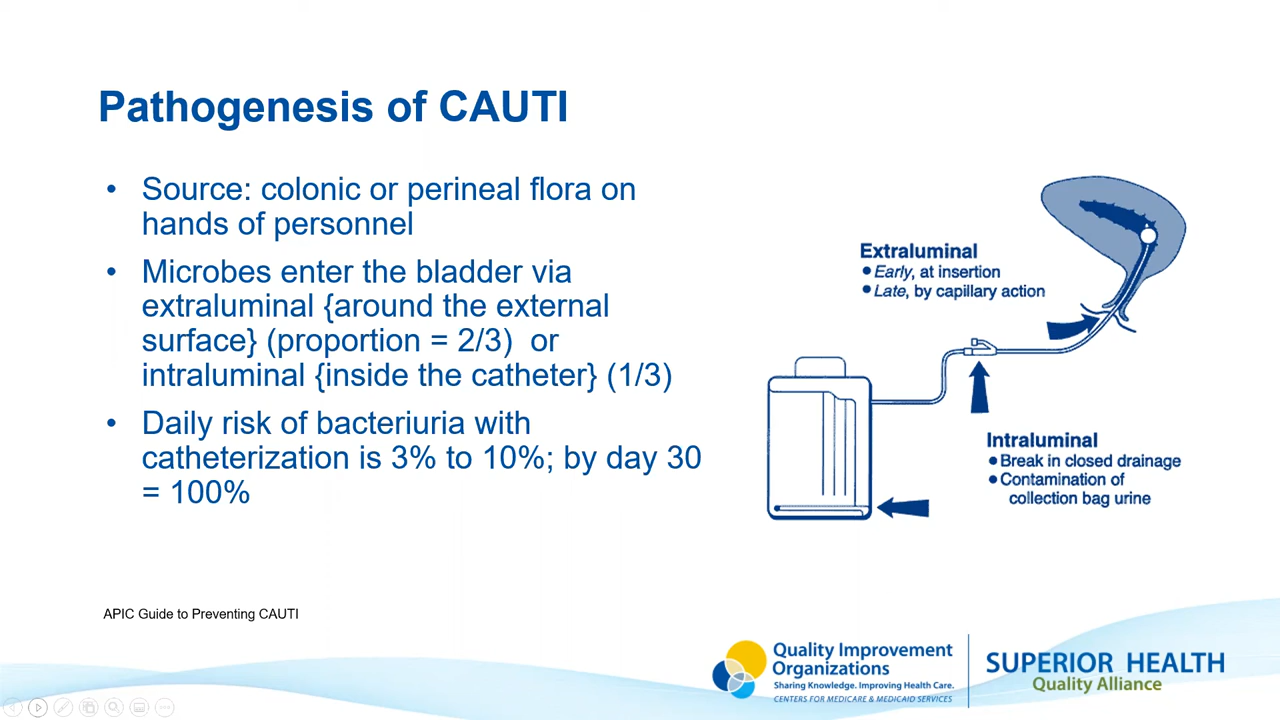 Pathogenesis of CAUTI
• Source: colonic or perineal flora on
hands of personnel
• Microbes enter the bladder via
extraluminal {around the external
surface} (proportion = 2/3)  or
intraluminal {inside the catheter} (1/3)
• Daily risk of bacteriuria with
catheterization is 3% to 10%; by day 30
= 100%
Extraluminal
• Early, at insertion
• Late, by capillary action
Intraluminal
• Break in closed drainage
• Contamination of
collection bag urine
APIC Guide to Preventing CAUTI
Quality Improvement
Organizations
Sharing Knowledge. Improving Health Care.
CENTERS FOR MEDICARE & MEDICAID SERVICES
SUPERIOR HEALTH
Quality Alliance